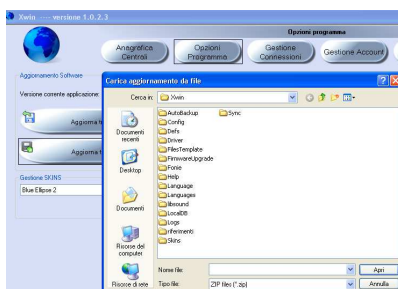 Xwin ---- versione 1.0.2.3
Opzioni programma
Anagrafica Centrali
Opzioni Programma
Gestione Connessioni
Gestione Account
Aggiornamento Software
Versione corrente applicazione:
Aggiorna
Aggiorna
Gestione SKINS
Blue Ellipse 2
Carica aggiornamento da file
Cerca in:
Xwin
Documenti recenti
Desktop
Documenti
Risorse del computer
Risorse di rete
AutoBackup
Config
Defs
Driver
FilesTemplate
FirmwareUpgrade
Fonie
Help
Language
Languages
libsound
LocalDB
Logs
riferimenti
Skins
Sync
Nome file:
Apri
Tipo file:
ZIP files (*.zip)
Annulla